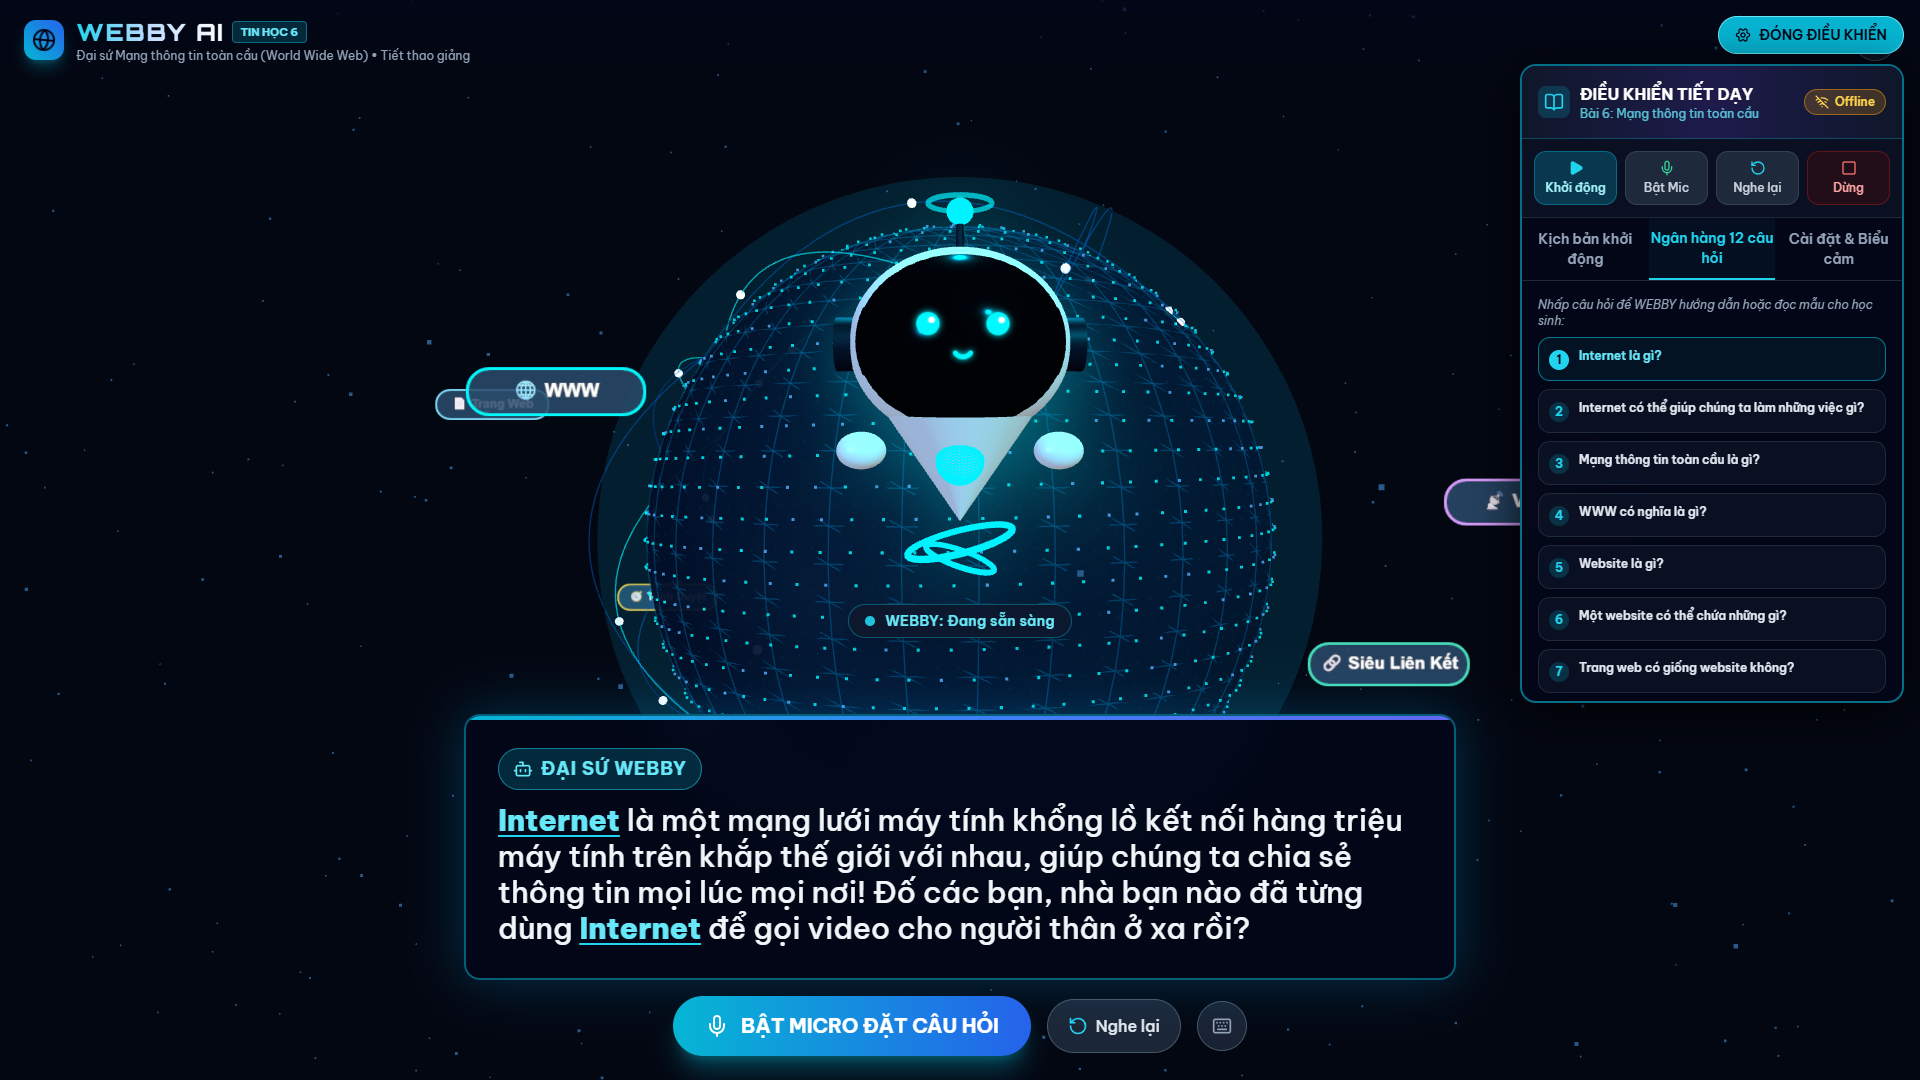 WEBBY AI TIN HỌC 6
Đại sứ Mạng thông tin toàn cầu (World Wide Web) • Tiết thao giảng
ĐÓNG ĐIỀU KHIỂN
ĐIỀU KHIỂN TIẾT DẠY
Bài 6: Mạng thông tin toàn cầu
Offline
Khởi động
Bật Mic
Nghe lại
Dừng
Kịch bản khởi
động
Ngân hàng 12 câu
hỏi
Cài đặt & Biểu
cảm
Nhấp câu hỏi để WEBBY hướng dẫn hoặc đọc mẫu cho học
sinh:
1 Internet là gì?
2 Internet có thể giúp chúng ta làm những việc gì?
3 Mạng thông tin toàn cầu là gì?
4 WWW có nghĩa là gì?
5 Website là gì?
6 Một website có thể chứa những gì?
7 Trang web có giống website không?
WWW
Trang Web
WEBBY: Đang sẵn sàng
Siêu Liên Kết
ĐẠI SỨ WEBBY
Internet là một mạng lưới máy tính khổng lồ kết nối hàng triệu
máy tính trên khắp thế giới với nhau, giúp chúng ta chia sẻ
thông tin mọi lúc mọi nơi! Đố các bạn, nhà bạn nào đã từng
dùng Internet để gọi video cho người thân ở xa rồi?
BẬT MICRO ĐẶT CÂU HỎI
Nghe lại